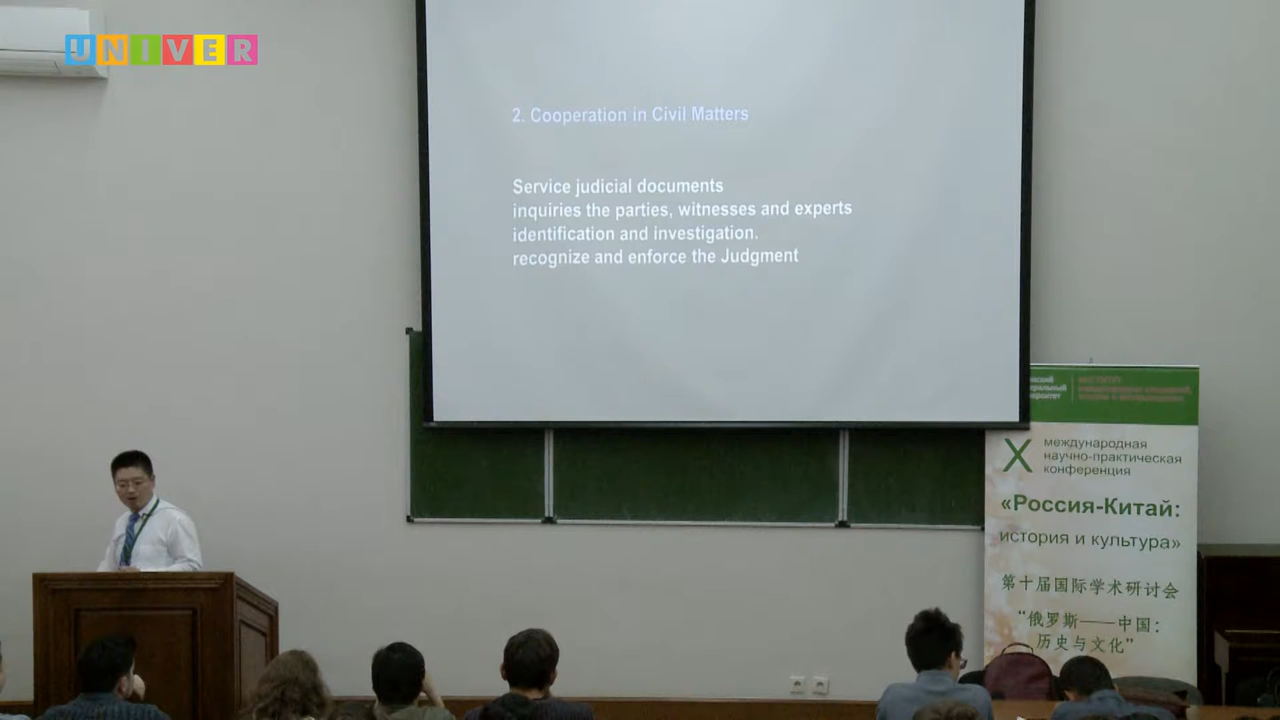 UNIVER
2. Cooperation in Civil Matters
Service judicial documents
inquiries the parties, witnesses and experts
identification and investigation.
recognize and enforce the Judgment
X
международная
научно-практическая
конференция
«Россия-Китай:
история и культура»
第十届国际学术研讨会
“俄罗斯——中国：
历史与文化”